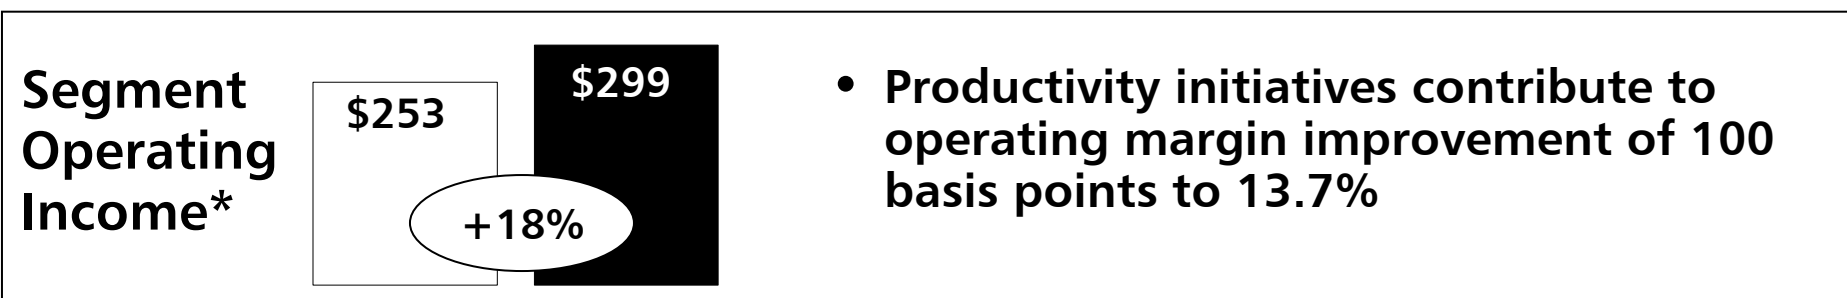 Segment
Operating
Income*
$253
$299
+18%
• Productivity initiatives contribute to
operating margin improvement of 100
basis points to 13.7%